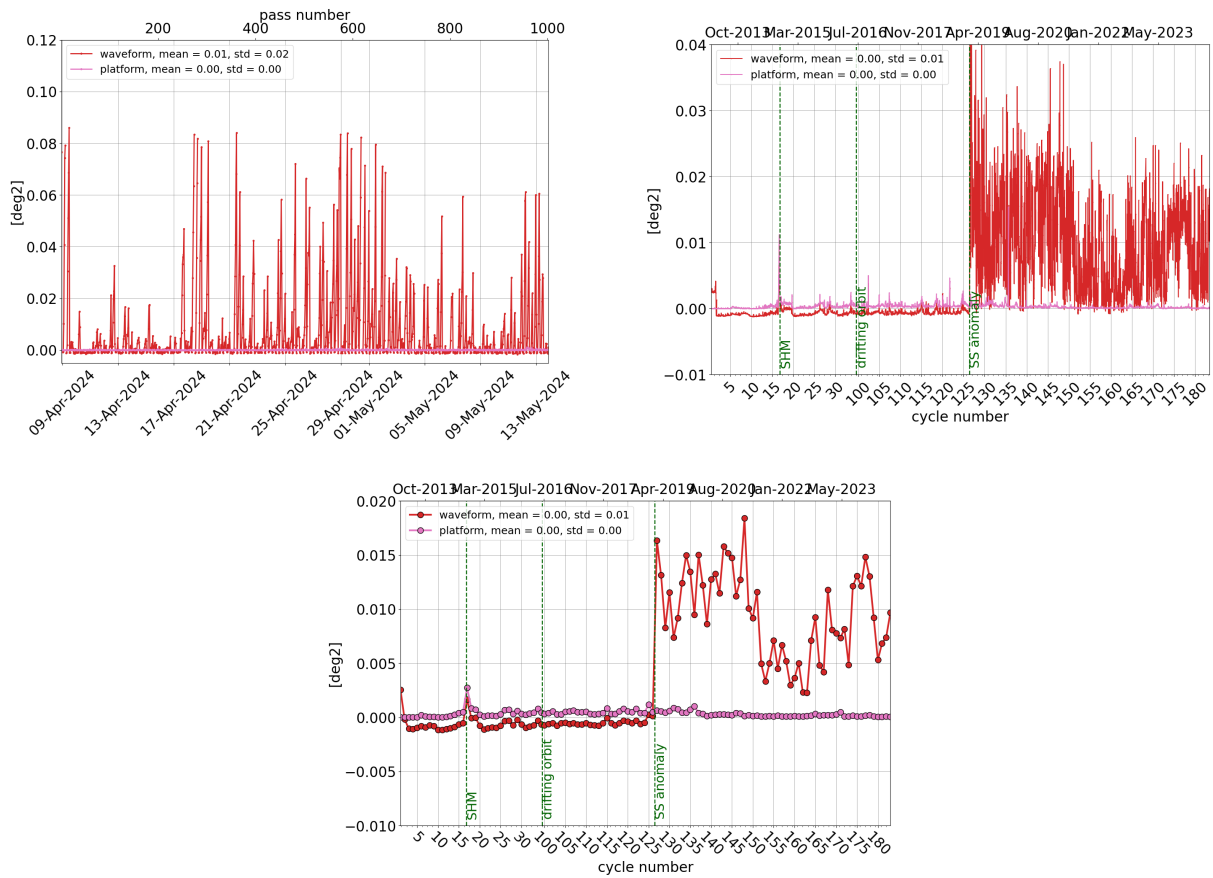 pass number
200 400 600 800 1000
0.12
0.10
0.08
0.06
0.04
0.02
0.00
[deg2]
waveform, mean = 0.01, std = 0.02
platform, mean = 0.00, std = 0.00
09-Apr-2024 13-Apr-2024 17-Apr-2024 21-Apr-2024 25-Apr-2024 29-Apr-2024 01-May-2024 05-May-2024 09-May-2024 13-May-2024
Oct-2013 Mar-2015 Jul-2016 Nov-2017 Apr-2019 Aug-2020 Jan-2022 May-2023
0.04
0.03
0.02
0.01
0.00
−0.01
[deg2]
waveform, mean = 0.00, std = 0.01
platform, mean = 0.00, std = 0.00
SHM
drifting orbit
SS anomaly
5 10 15 20 25 30 100 105 110 115 120 125 130 135 140 145 150 155 160 165 170 175 180
cycle number
Oct-2013 Mar-2015 Jul-2016 Nov-2017 Apr-2019 Aug-2020 Jan-2022 May-2023
0.020
0.015
0.010
0.005
0.000
−0.005
−0.010
[deg2]
waveform, mean = 0.00, std = 0.01
platform, mean = 0.00, std = 0.00
SHM
drifting orbit
SS anomaly
5 10 15 20 25 30 100 105 110 115 120 125 130 135 140 145 150 155 160 165 170 175 180
cycle number